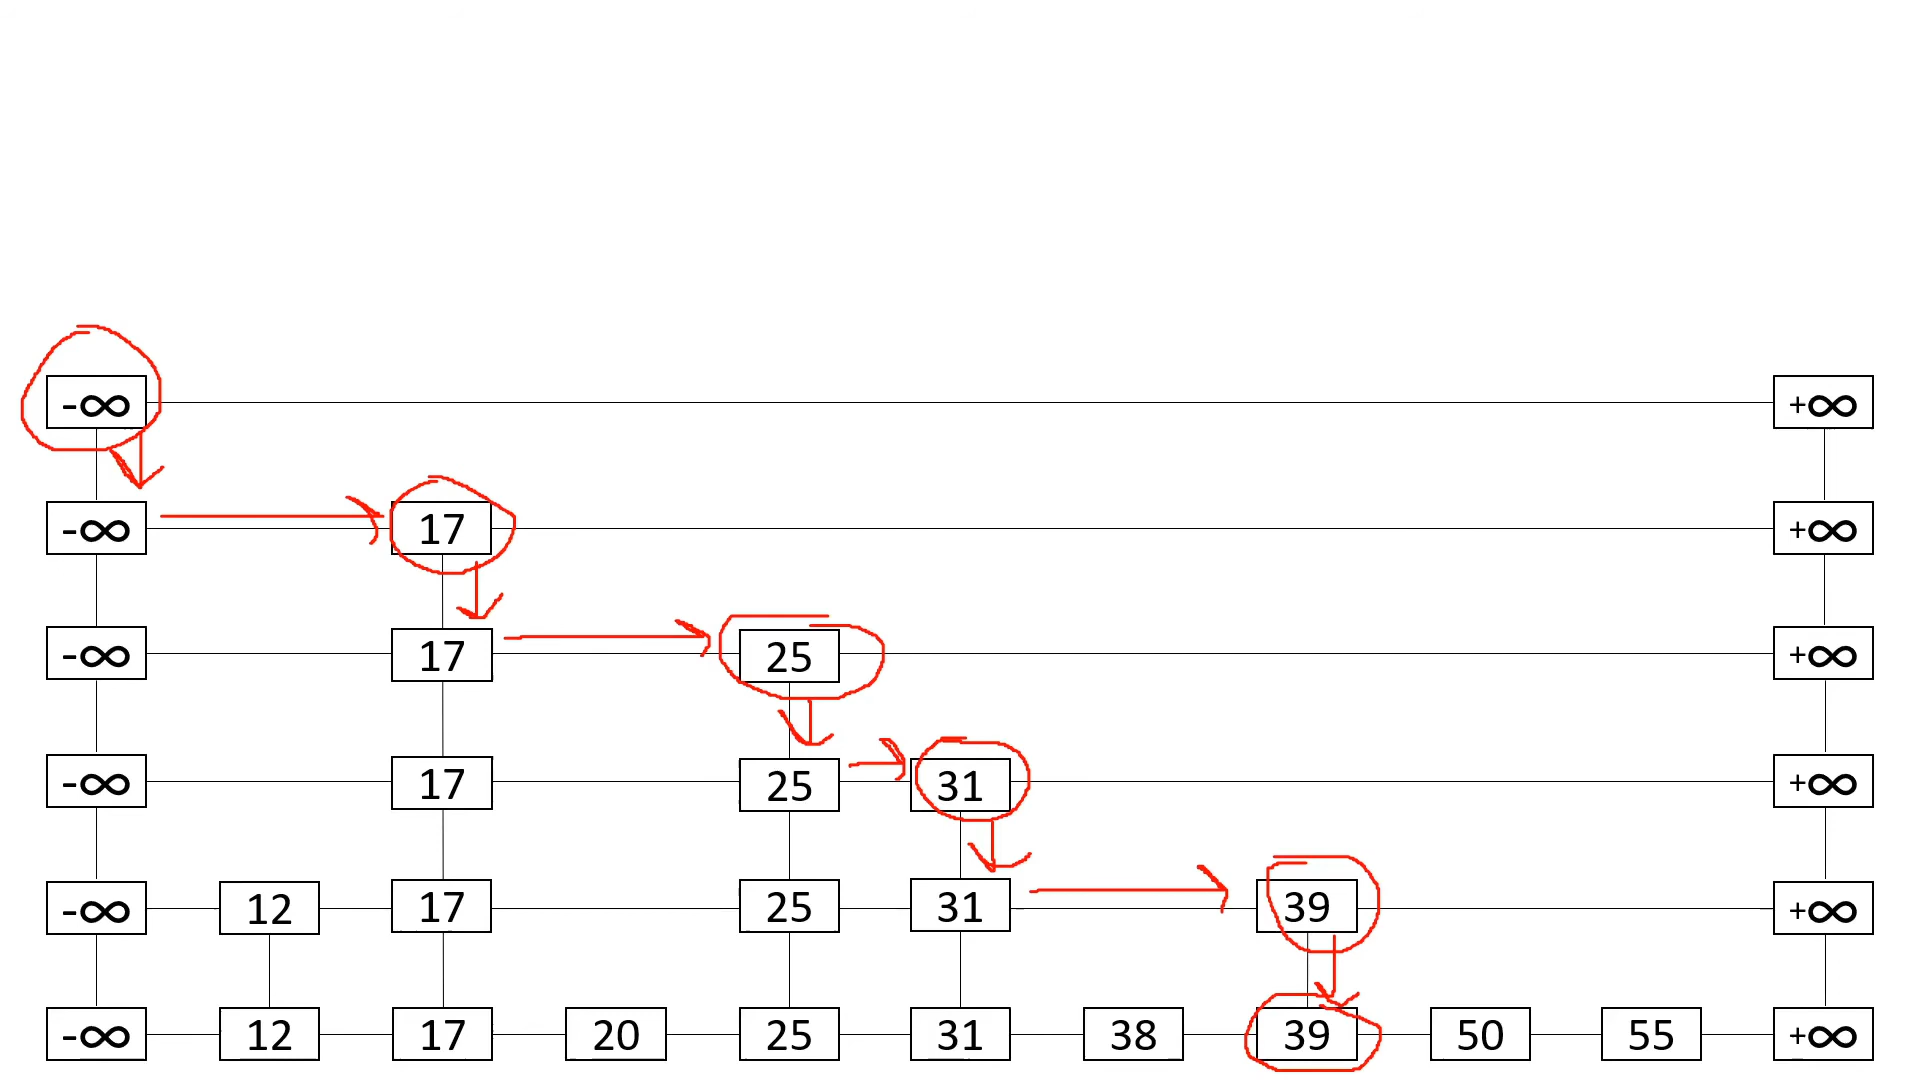 -∞ +∞
-∞ 17 +∞
-∞ 17 25 +∞
-∞ 17 25 31 +∞
-∞ 12 17 25 31 39 +∞
-∞ 12 17 20 25 31 38 39 50 55 +∞